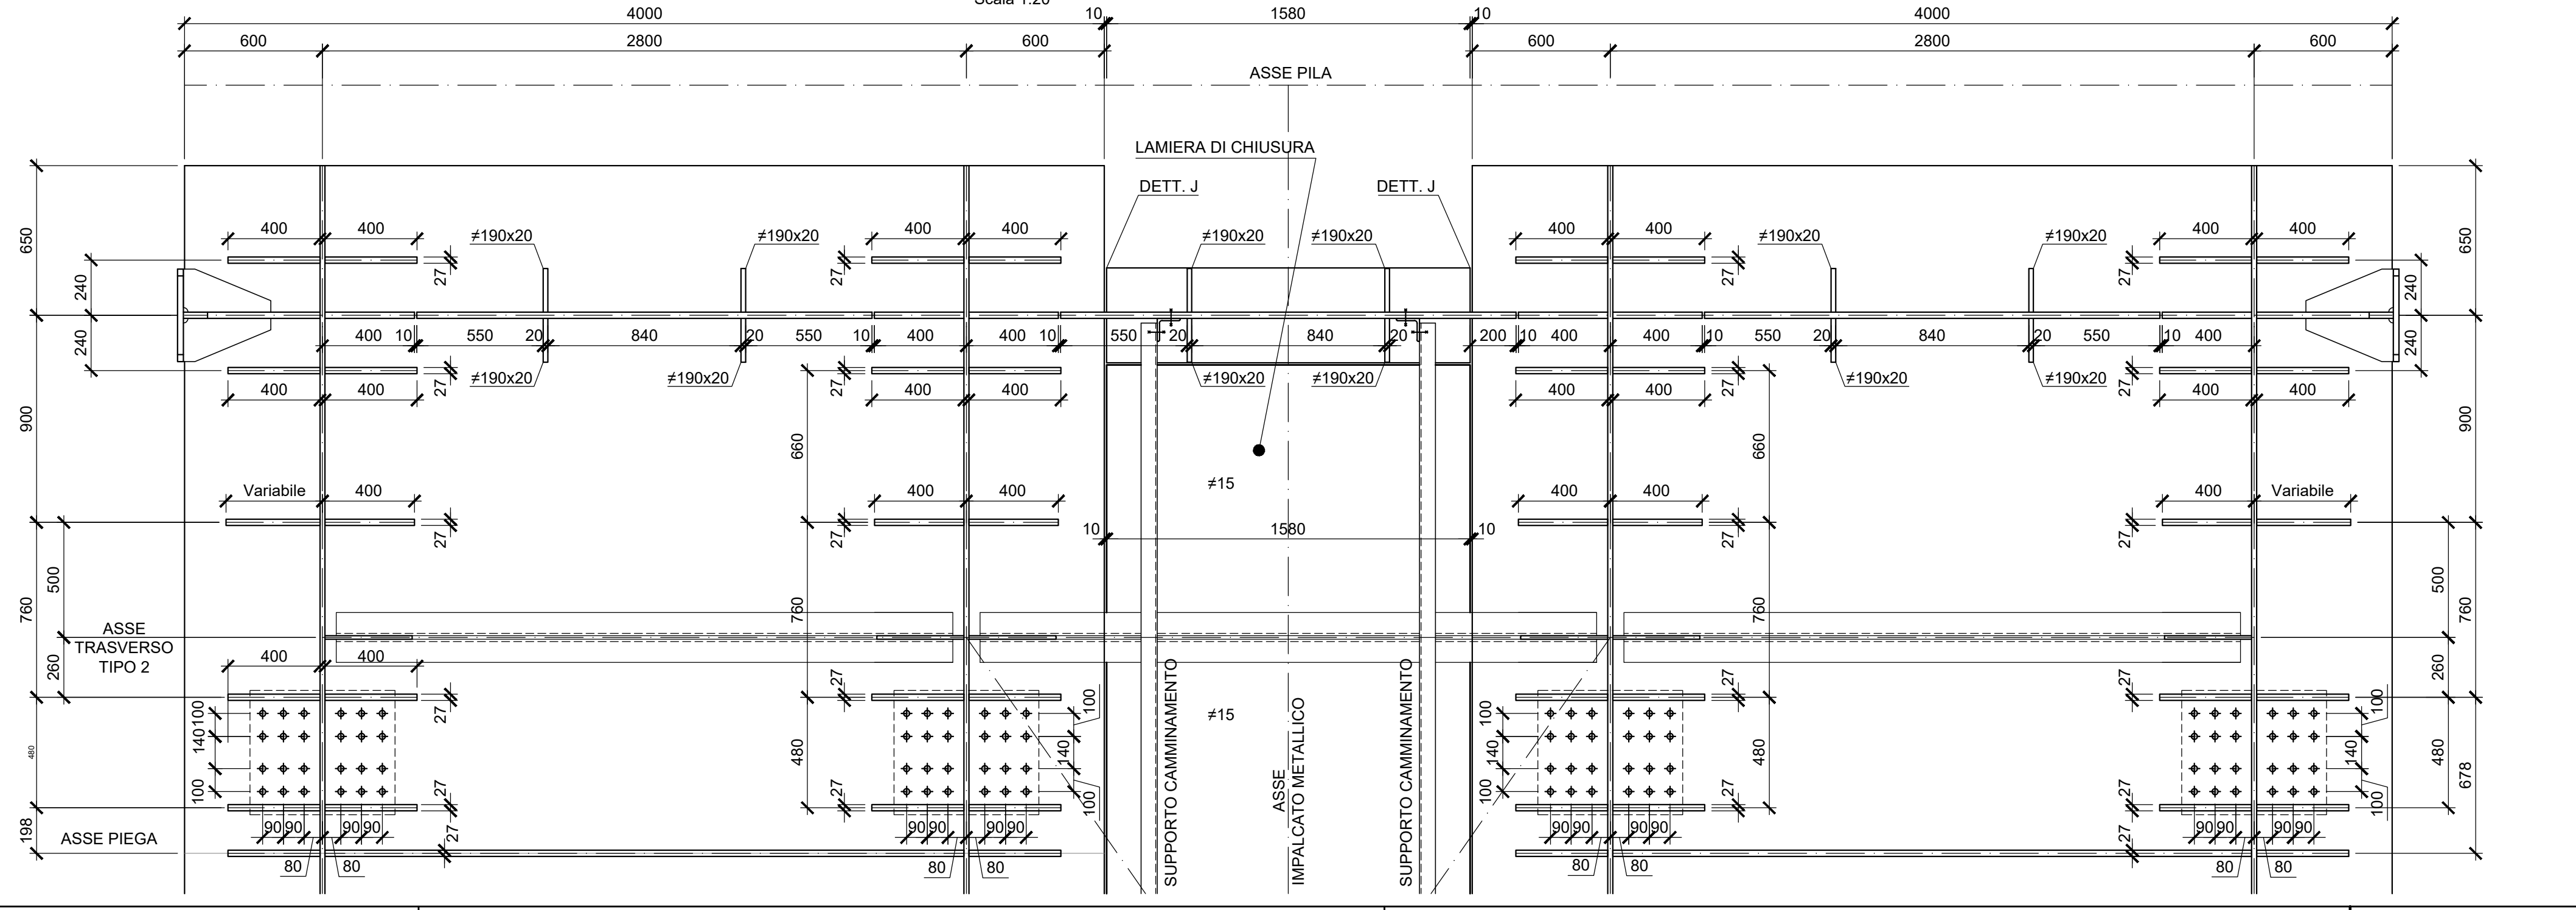 Scala 1:20
4000 10 1580 10 4000
600 2800 600 600 2800 600
ASSE PILA
LAMIERA DI CHIUSURA
DETT. J DETT. J
400 400 ≠190x20 ≠190x20 400 400 ≠190x20 ≠190x20 400 400 ≠190x20 ≠190x20 400 400
650 27 27 27 27 650
240 240
240 240
400 10 550 20 840 20 550 10 400 400 10 550 20 840 20 200 10 400 400 10 550 20 840 20 550 10 400
≠190x20 ≠190x20 ≠190x20 ≠190x20 ≠190x20 ≠190x20
27 27 27 27
400 400 400 400 400 400 400 400
900 660 660 900
≠15
Variabile 400 400 400 400 400 400 Variabile
27 27 27 27
10 1580 10
500 500
760 760 760 760
ASSE
TRASVERSO
TIPO 2
260 260
400 400
27 27 27 27
100 100 100 100 100
140 140 140 140
100 100 100 100
480 480 480 480 678
≠15
SUPPORTO CAMMINAMENTO
ASSE
IMPALCATO METALLICO
SUPPORTO CAMMINAMENTO
27 27 27 27
90 90 90 90 90 90 90 90 90 90 90 90 90 90 90 90
198 27 27 27
ASSE PIEGA
80 80 80 80 80 80 80 80